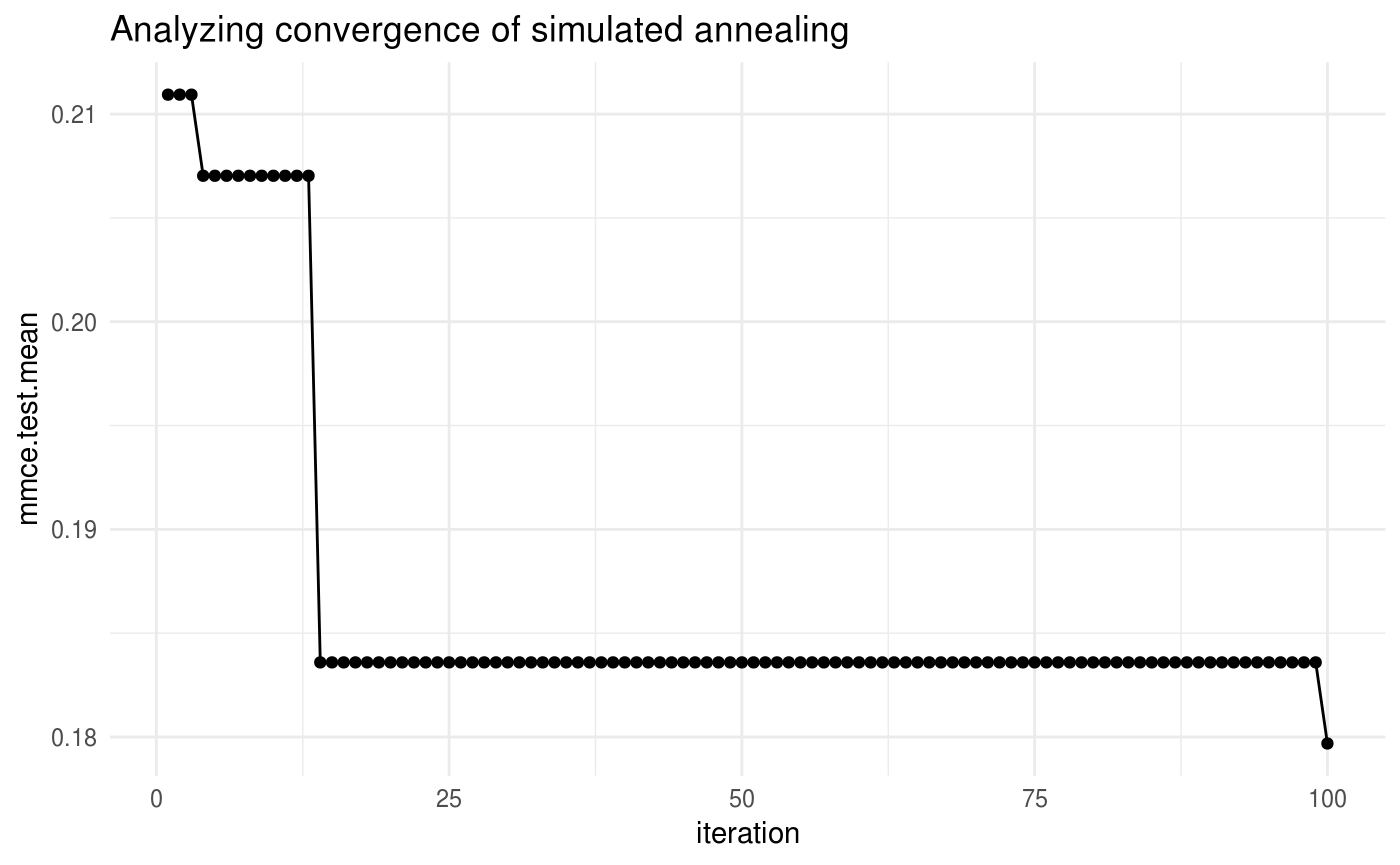 Analyzing convergence of simulated annealing
mmce.test.mean
0.21
0.20
0.19
0.18
0 25 50 75 100
iteration